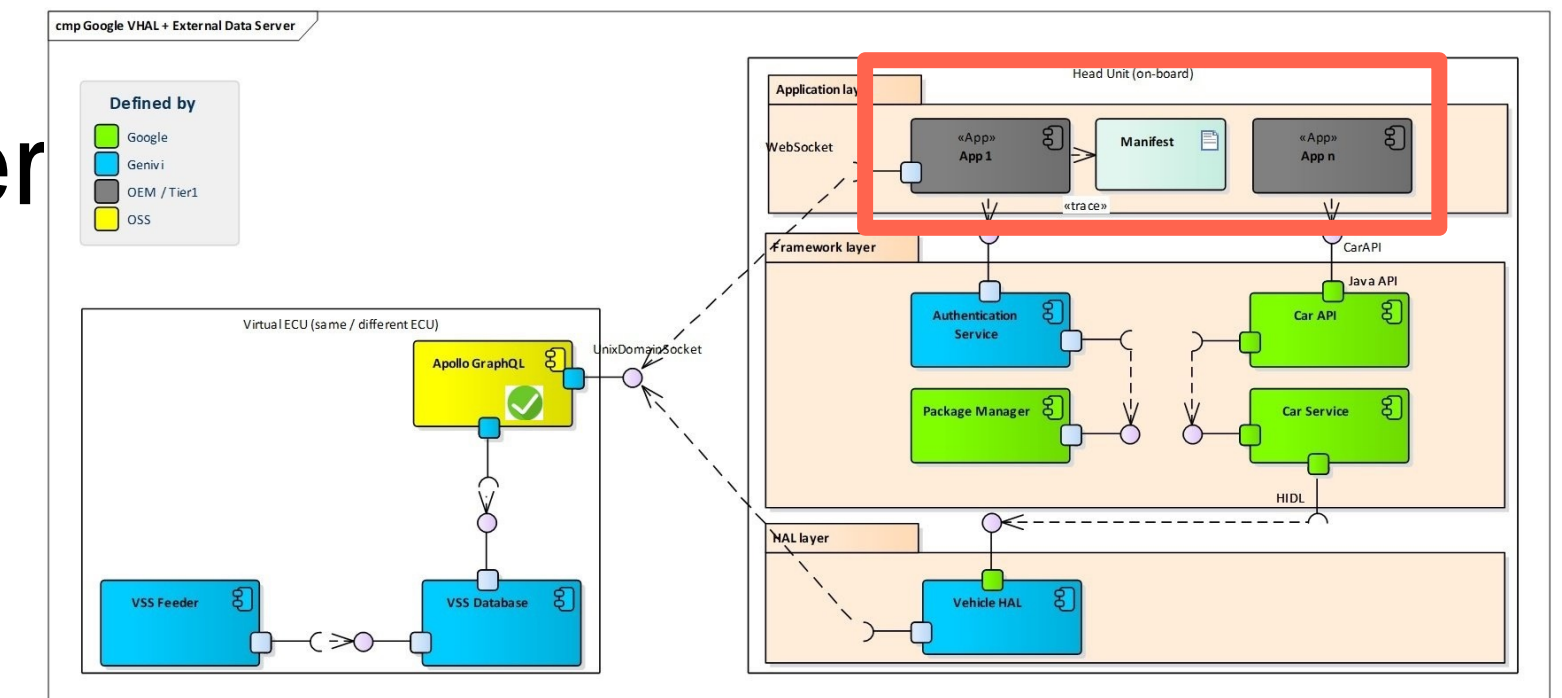 cmp Google VHAL + External Data Server
er
Defined by
Google
Genivi
OEM / Tier1
OSS
Head Unit (on-board)
Application lay
WebSocket
«App»
App 1
Manifest
«App»
App n
«trace»
Framework layer
CarAPI
Java API
Authentication
Service
Car API
Package Manager
Car Service
HIDL
HAL layer
Vehicle HAL
Virtual ECU (same / different ECU)
UnixDomainSocket
Apollo GraphQL
VSS Feeder
VSS Database